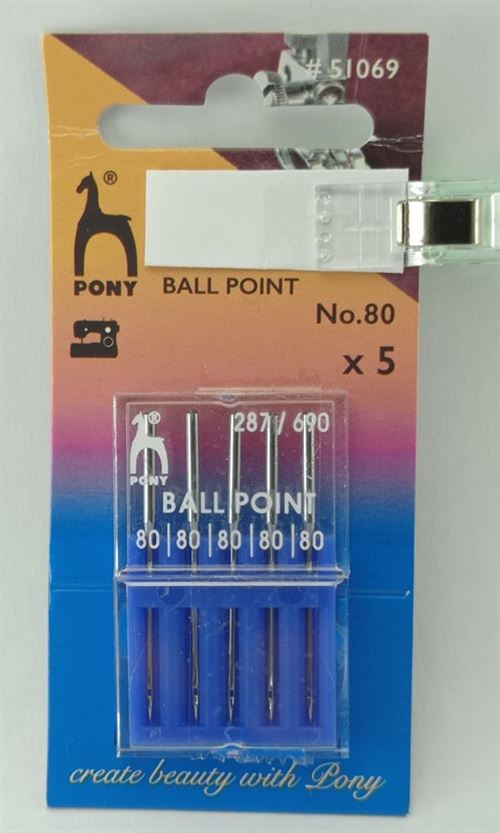 # 51069
®
PONY
BALL POINT
No.80
x 5
287 / 690
®
PONY
BALL POINT
80|80|80|80|80
create beauty with Pony